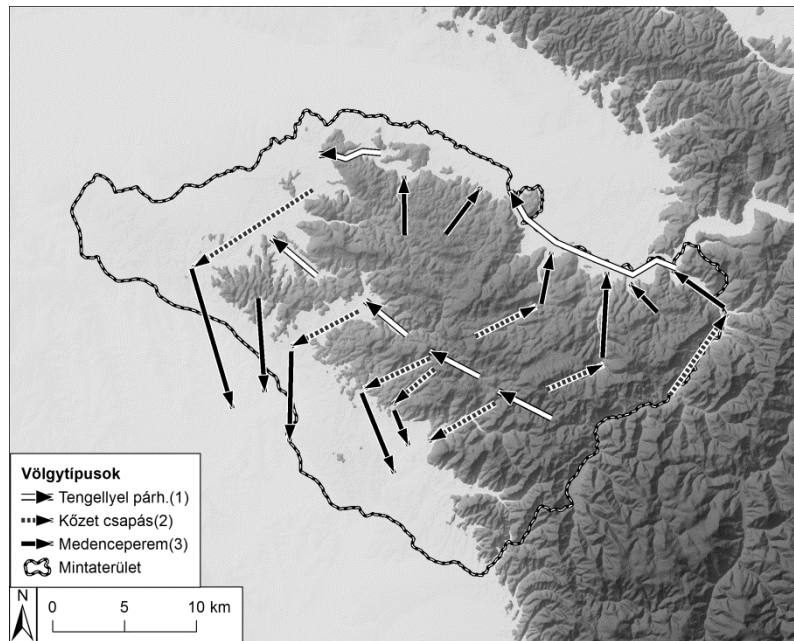 Völgytípusok
Tengellyel párh.(1)
Kőzet csapás(2)
Medenceperem(3)
Mintaterület
N
0 5 10 km